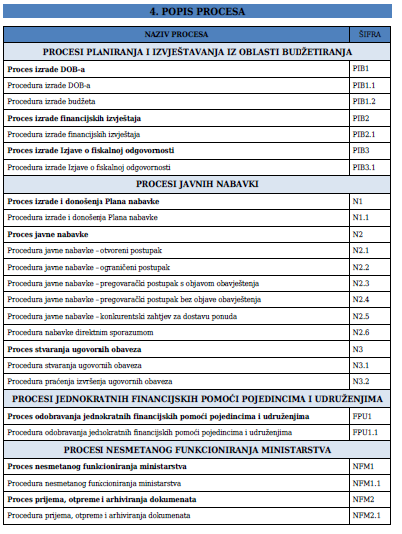 4. POPIS PROCESA
NAZIV PROCESA ŠIFRA
PROCESI PLANIRANJA I IZVJEŠTAVANJA IZ OBLASTI BUDŽETIRANJA
Proces izrade DOB-a PIB1
Procedura izrade DOB-a PIB1.1
Procedura izrade budžeta PIB1.2
Proces izrade financijskih izvještaja PIB2
Procedura izrade financijskih izvještaja PIB2.1
Proces izrade Izjave o fiskalnoj odgovornosti PIB3
Procedura izrade Izjave o fiskalnoj odgovornosti PIB3.1
PROCESI JAVNIH NABAVKI
Proces izrade i donošenja Plana nabavke N1
Procedura izrade i donošenja Plana nabavke N1.1
Proces javne nabavke N2
Procedura javne nabavke – otvoreni postupak N2.1
Procedura javne nabavke – ograničeni postupak N2.2
Procedura javne nabavke – pregovarački postupak s objavom obavještenja N2.3
Procedura javne nabavke – pregovarački postupak bez objave obavještenja N2.4
Procedura javne nabavke – konkurentski zahtjev za dostavu ponuda N2.5
Procedura nabavke direktnim sporazumom N2.6
Proces stvaranja ugovornih obaveza N3
Procedura stvaranja ugovornih obaveza N3.1
Procedura praćenja izvršenja ugovornih obaveza N3.2
PROCESI JEDNOKRATNIH FINANCIJSKIH POMOĆI POJEDINCIMA I UDRUŽENJIMA
Proces odobravanja jednokratnih financijskih pomoći pojedincima i udruženjima FPU1
Procedura odobravanja jednokratnih financijskih pomoći pojedincima i udruženjima FPU1.1
PROCESI NESMETANOG FUNKCIONIRANJA MINISTARSTVA
Proces nesmetanog funkcioniranja ministarstva NFM1
Procedura nesmetanog funkcioniranja ministarstva NFM1.1
Proces prijema, otpreme i arhiviranja dokumenata NFM2
Procedura prijema, otpreme i arhiviranja dokumenata NFM2.1